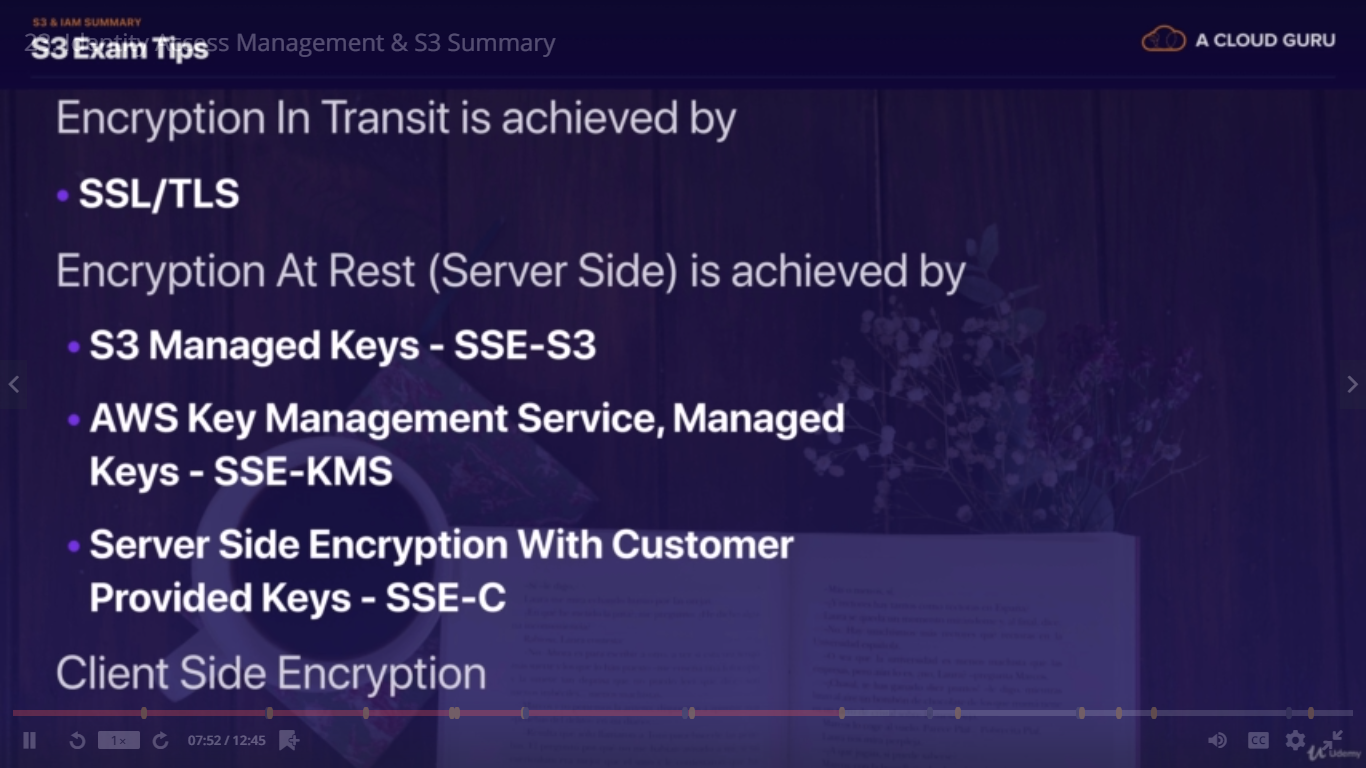 S3 & IAM SUMMARY
Identity Access Management & S3 Summary
S3 Exam Tips
A CLOUD GURU
Encryption In Transit is achieved by
• SSL/TLS
Encryption At Rest (Server Side) is achieved by
• S3 Managed Keys - SSE-S3
• AWS Key Management Service, Managed
Keys - SSE-KMS
• Server Side Encryption With Customer
Provided Keys - SSE-C
Client Side Encryption
1×
07:52 / 12:45
CC
Udemy